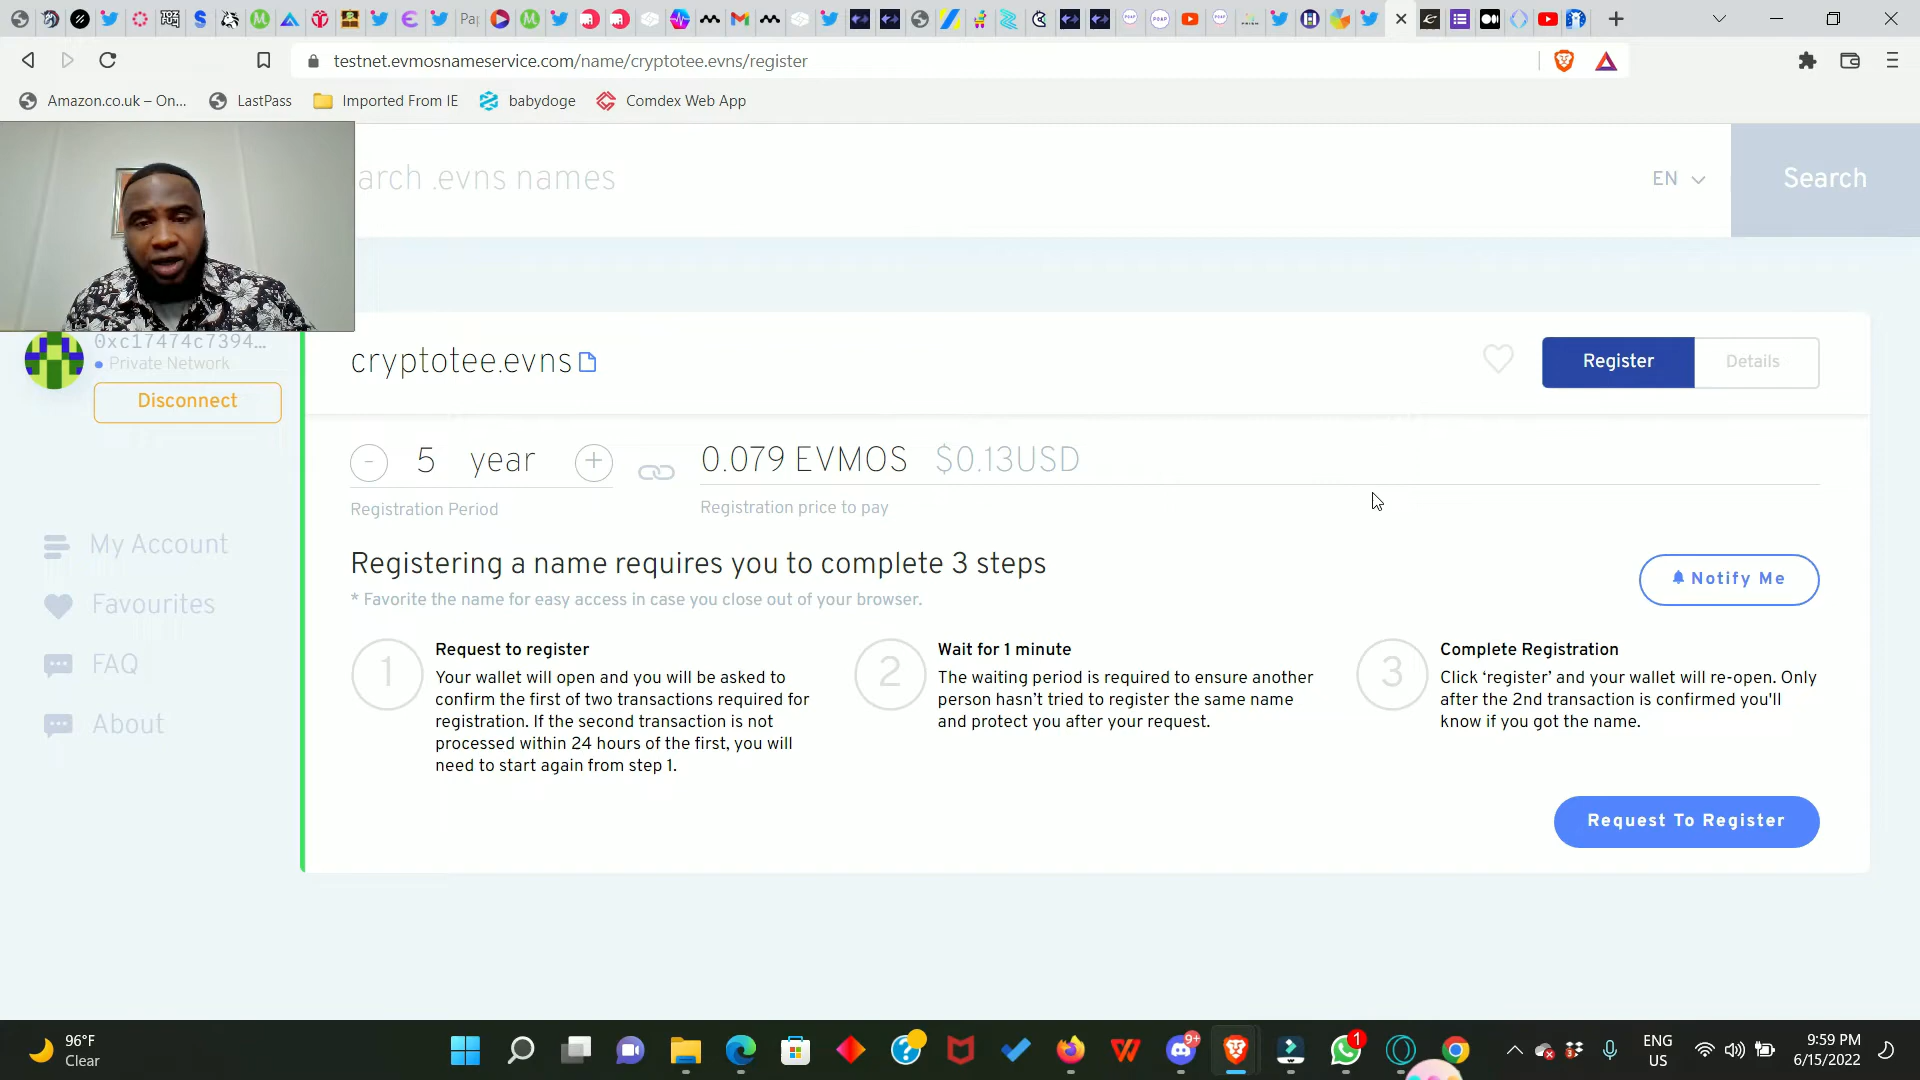 Pap
testnet.evmosnameservice.com/name/cryptotee.evns/register
Amazon.co.uk – On...
LastPass
Imported From IE
babydoge
Comdex Web App
arch .evns names
EN
Search
0xc17474c7394...
Private Network
Disconnect
cryptotee.evns
Register
Details
- 5 year +
0.079 EVMOS $0.13USD
Registration Period
Registration price to pay
My Account
Favourites
FAQ
About
Registering a name requires you to complete 3 steps
* Favorite the name for easy access in case you close out of your browser.
Notify Me
1
Request to register
Your wallet will open and you will be asked to
confirm the first of two transactions required for
registration. If the second transaction is not
processed within 24 hours of the first, you will
need to start again from step 1.
2
Wait for 1 minute
The waiting period is required to ensure another
person hasn’t tried to register the same name
and protect you after your request.
3
Complete Registration
Click ‘register’ and your wallet will re-open. Only
after the 2nd transaction is confirmed you'll
know if you got the name.
Request To Register
96°F
Clear
9+
1
ENG
US
9:59 PM
6/15/2022